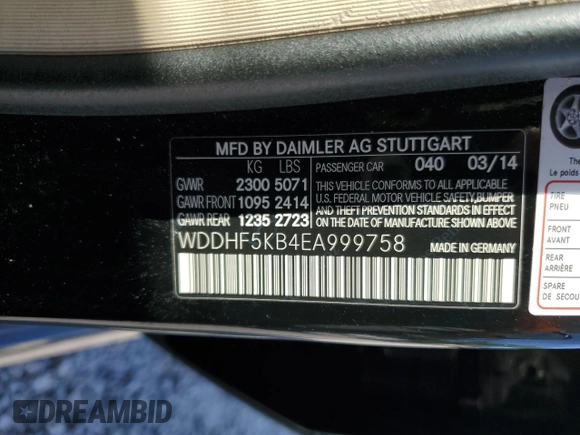 MFD BY DAIMLER AG STUTTGART
KG LBS PASSENGER CAR 040 03/14
GVWR 2300 5071 THIS VEHICLE CONFORMS TO ALL APPLICABLE
GAWR FRONT 1095 2414 U.S. FEDERAL MOTOR VEHICLE SAFETY, BUMPER
GAWR REAR 1235 2723 AND THEFT PREVENTION STANDARDS IN EFFECT
ON THE DATE OF MANUFACTURE SHOWN ABOVE
WDDHF5KB4EA999758 MADE IN GERMANY
The
Le poids
TIRE
PNEU
FRONT
AVANT
REAR
ARRIÈRE
SPARE
DE SECOU
DREAMBID